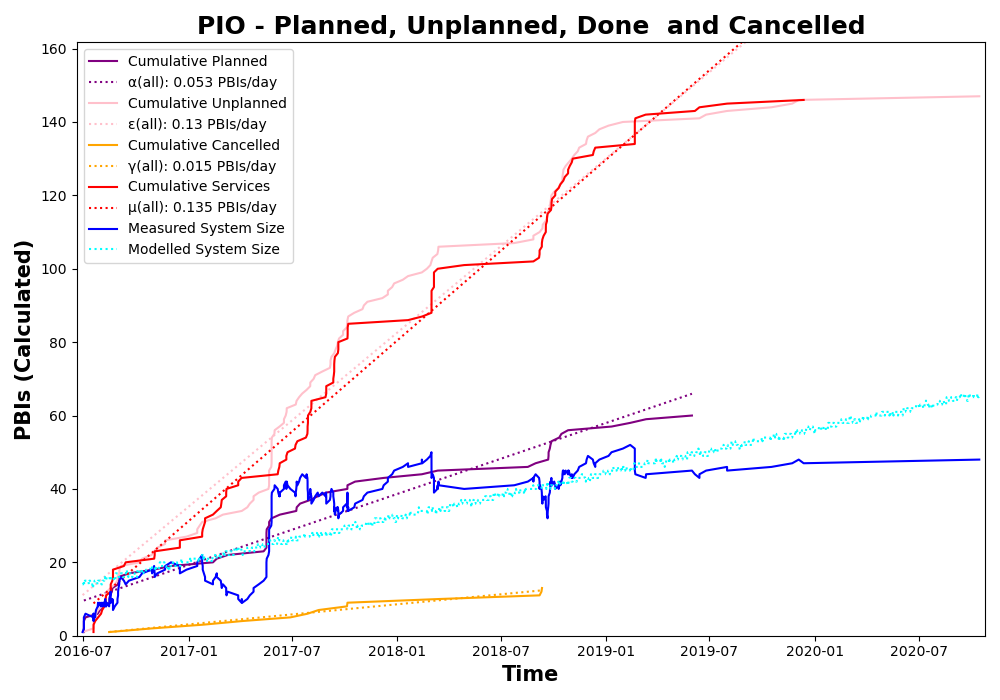 PIO - Planned, Unplanned, Done  and Cancelled
PBIs (Calculated)
160
140
120
100
80
60
40
20
0
Cumulative Planned
α(all): 0.053 PBIs/day
Cumulative Unplanned
ε(all): 0.13 PBIs/day
Cumulative Cancelled
γ(all): 0.015 PBIs/day
Cumulative Services
μ(all): 0.135 PBIs/day
Measured System Size
Modelled System Size
2016-07 2017-01 2017-07 2018-01 2018-07 2019-01 2019-07 2020-01 2020-07
Time